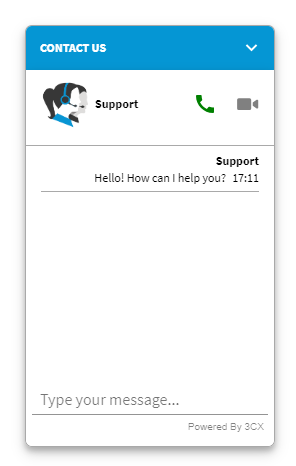 CONTACT US
Support
Support
Hello! How can I help you? 17:11
Type your message...
Powered By 3CX